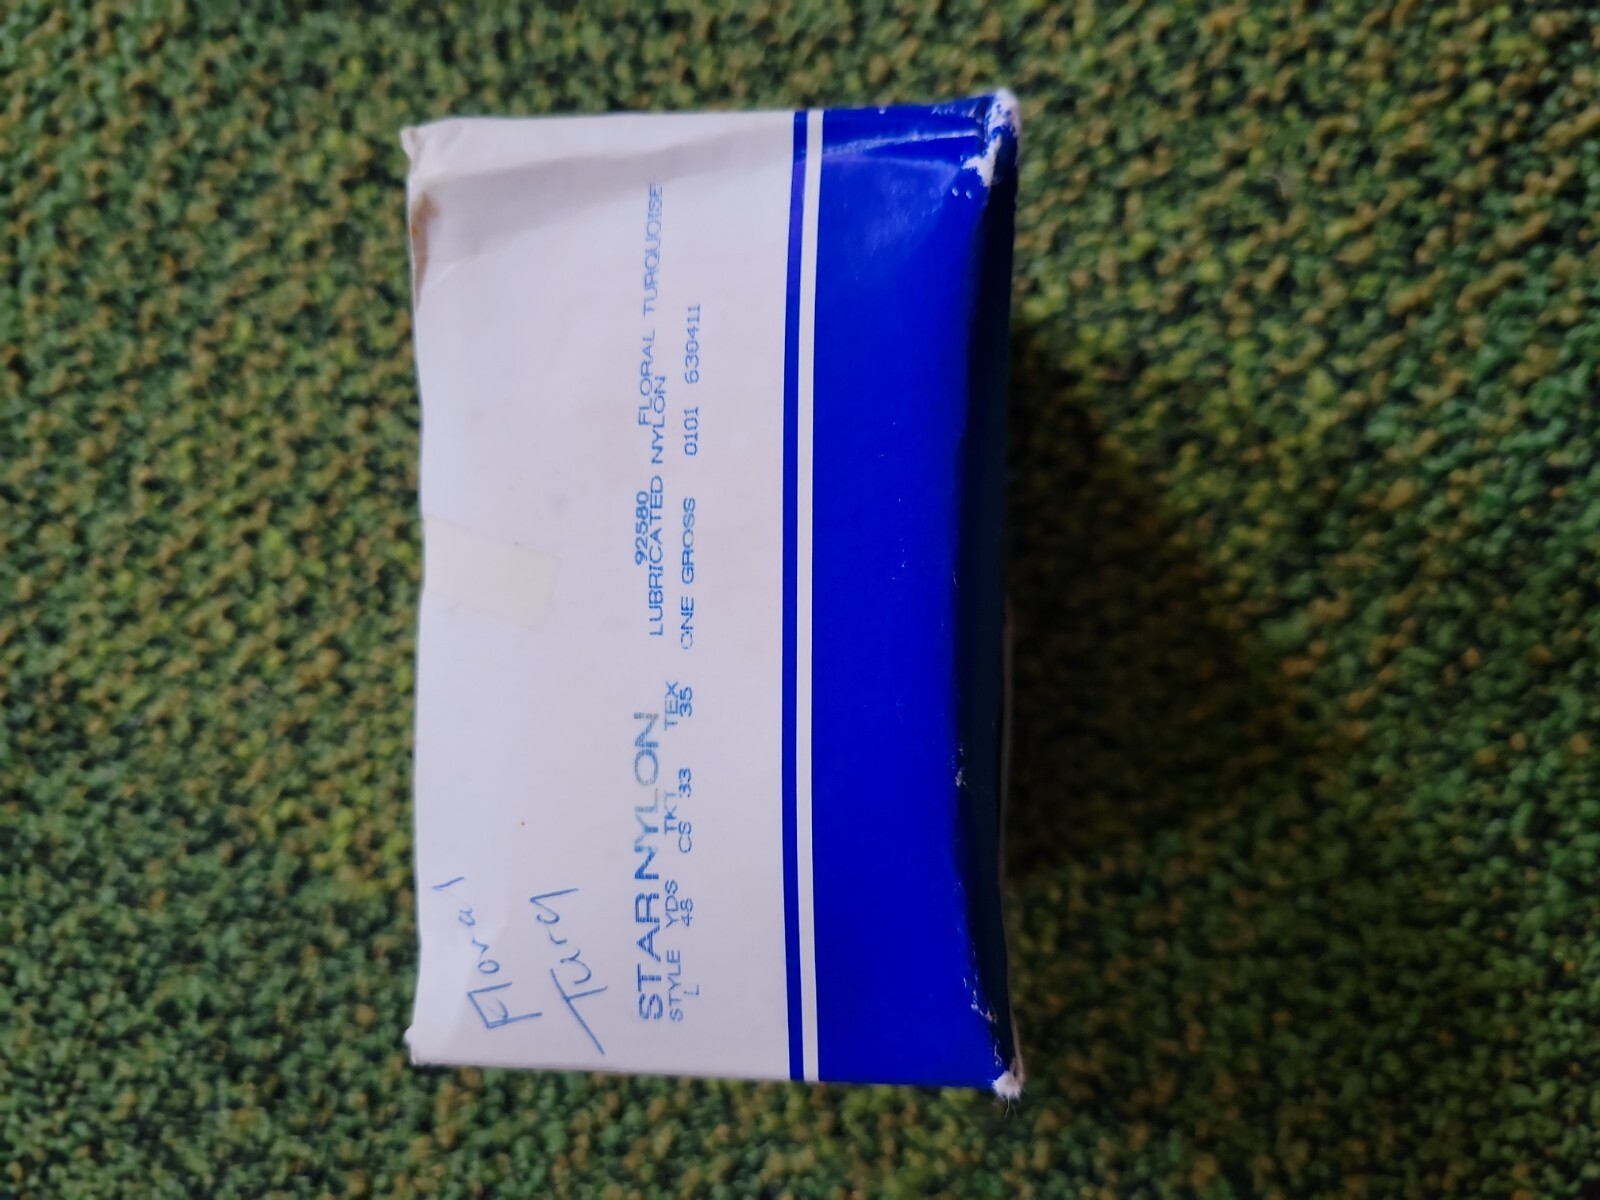 Floral
Turq
STAR NYLON 92580 FLORAL TURQUOISE
LUBRICATED NYLON
STYLE YDS TKT TEX
L 48 CS 33 35 ONE GROSS 0101 630411